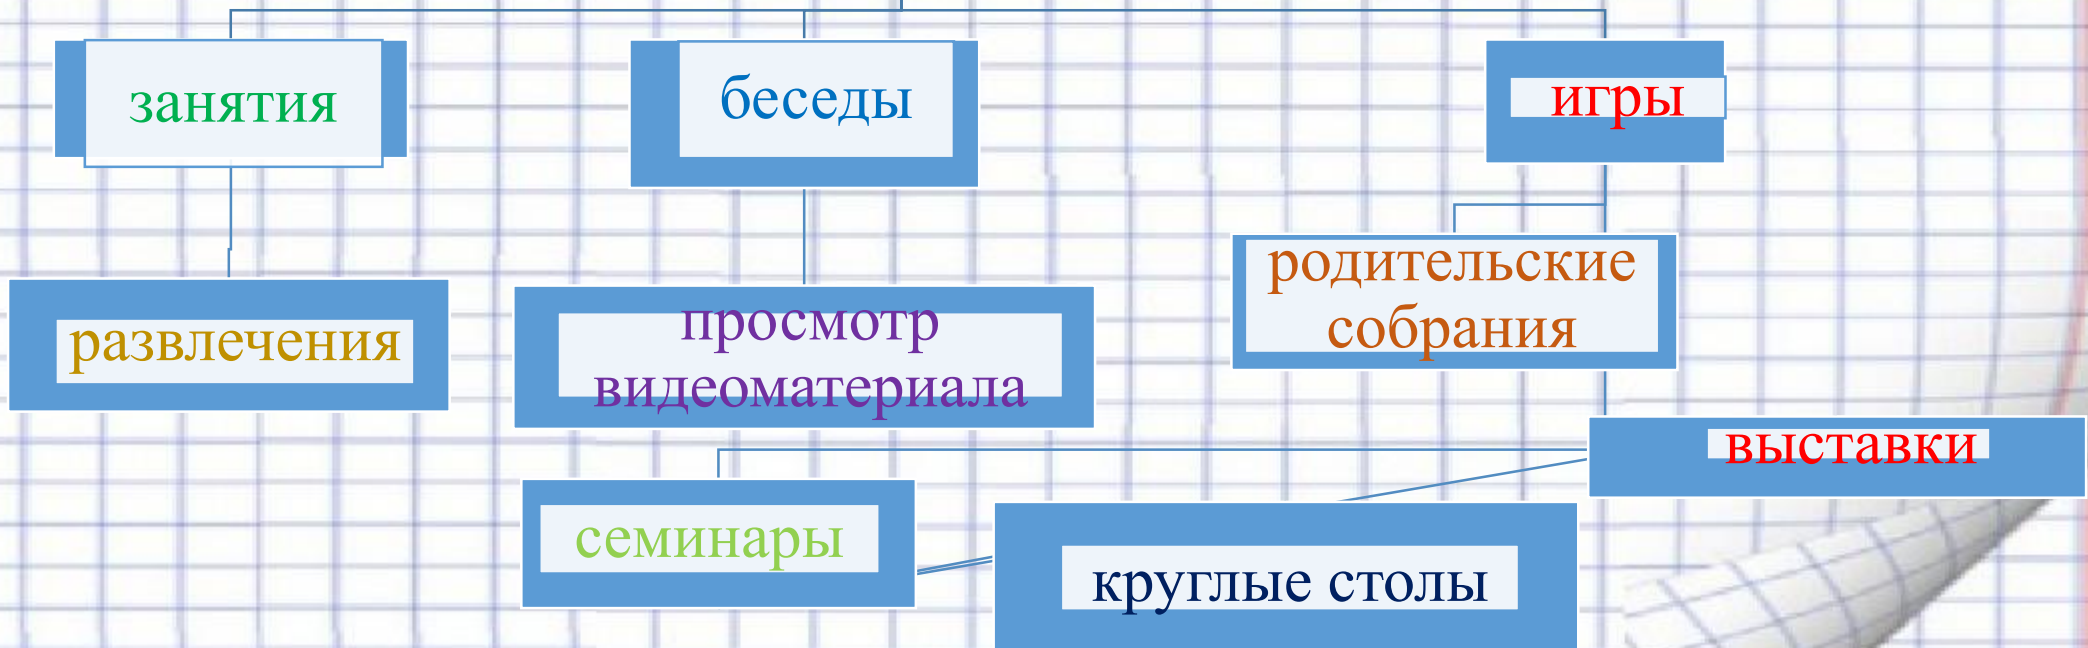 занятия
беседы
игры
развлечения
просмотр
видеоматериала
родительские
собрания
выставки
семинары
круглые столы